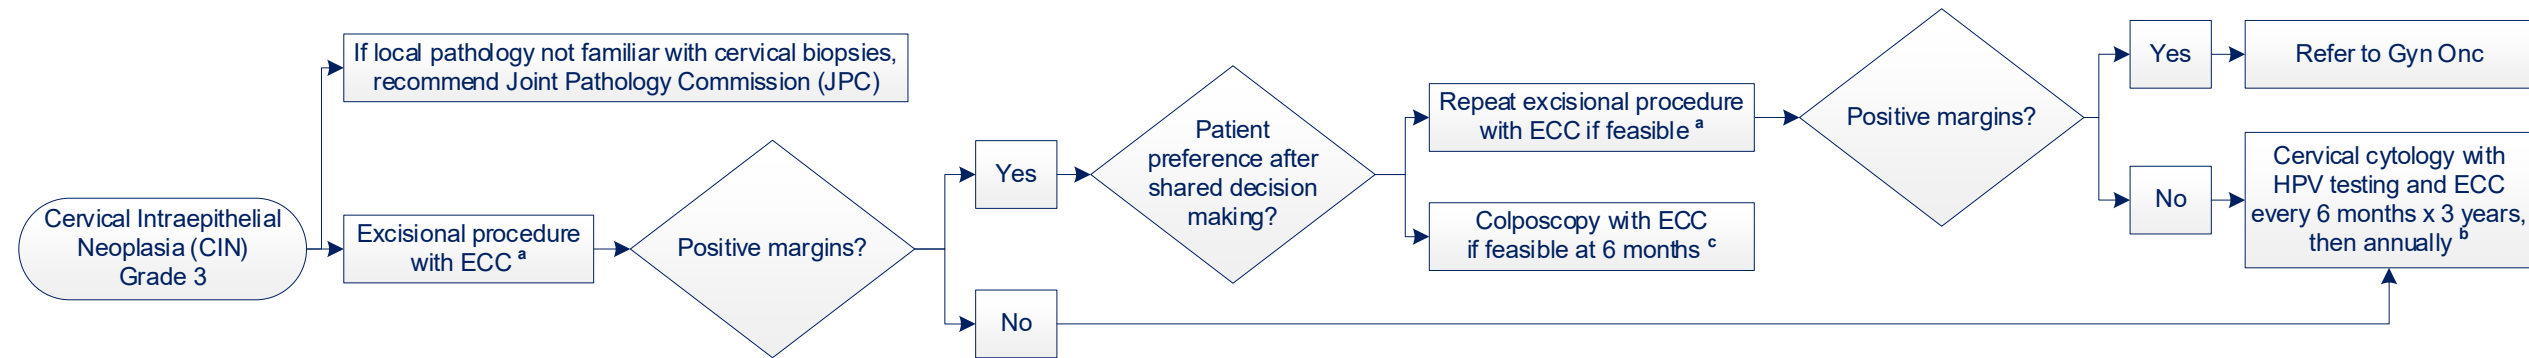 Cervical Intraepithelial
Neoplasia (CIN)
Grade 3
If local pathology not familiar with cervical biopsies,
recommend Joint Pathology Commission (JPC)
Excisional procedure
with ECC a
Positive margins?
Yes
No
Patient
preference after
shared decision
making?
Repeat excisional procedure
with ECC if feasible a
Colposcopy with ECC
if feasible at 6 months c
Positive margins?
Yes
No
Refer to Gyn Onc
Cervical cytology with
HPV testing and ECC
every 6 months x 3 years,
then annually b